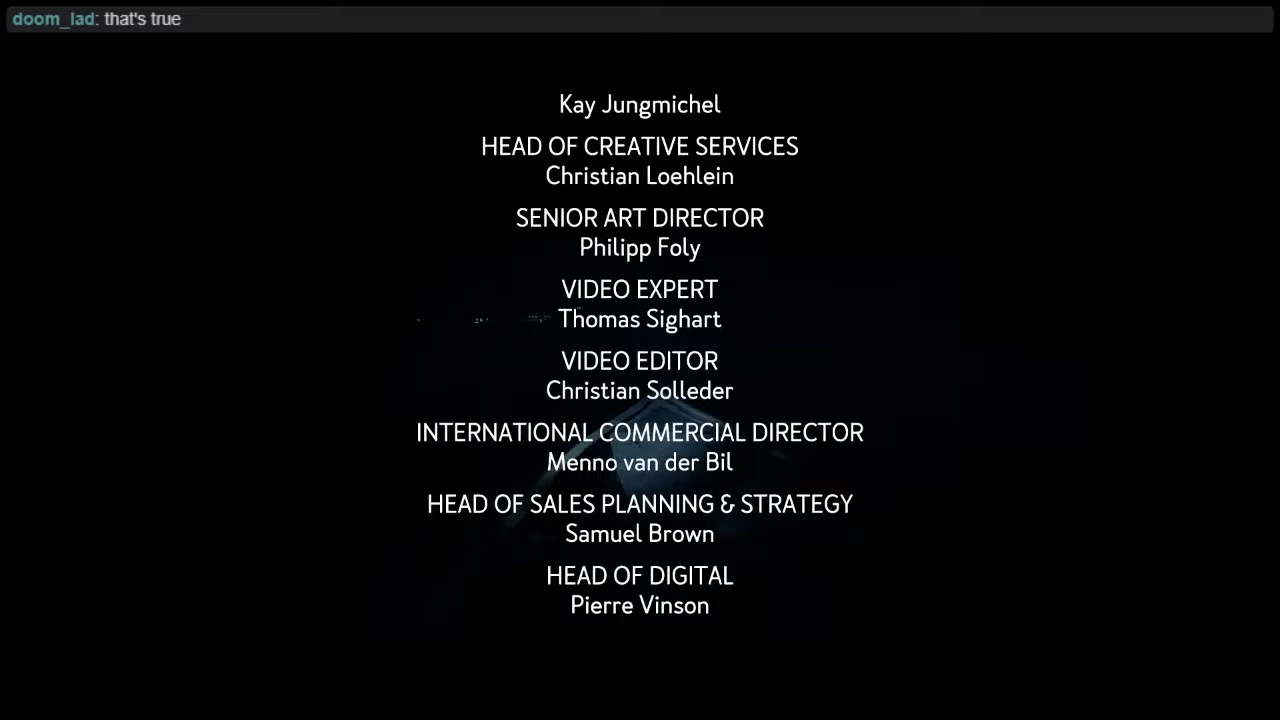 doom_lad: that's true
Kay Jungmichel
HEAD OF CREATIVE SERVICES
Christian Loehlein
SENIOR ART DIRECTOR
Philipp Foly
VIDEO EXPERT
Thomas Sighart
VIDEO EDITOR
Christian Solleder
INTERNATIONAL COMMERCIAL DIRECTOR
Menno van der Bil
HEAD OF SALES PLANNING & STRATEGY
Samuel Brown
HEAD OF DIGITAL
Pierre Vinson